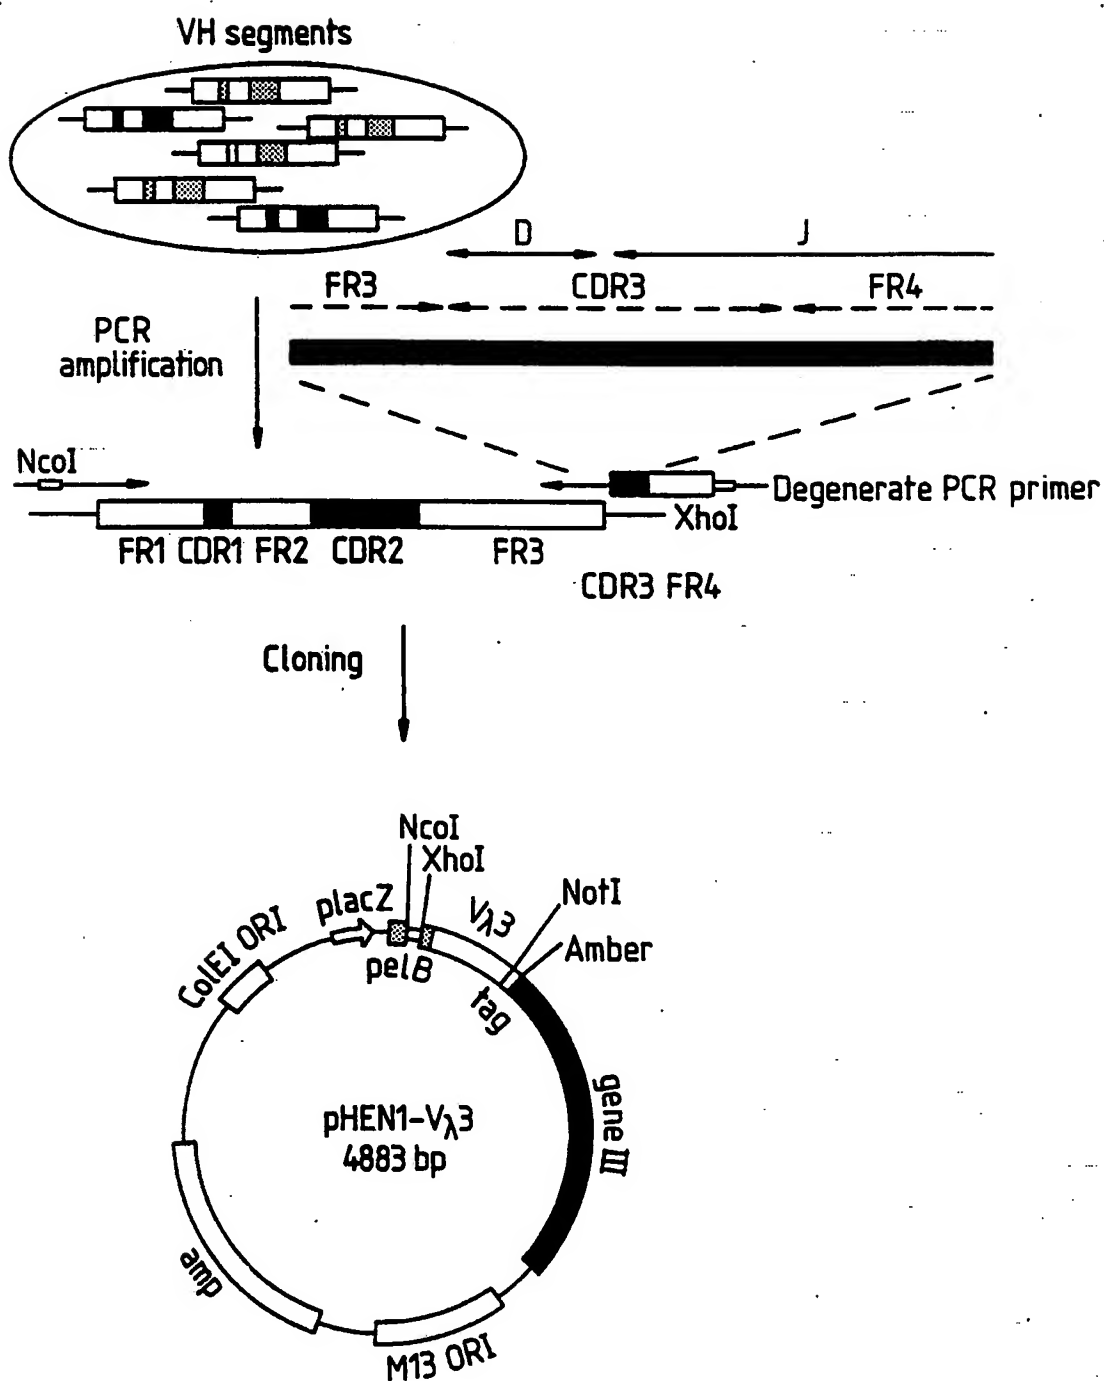 VH segments
D
J
FR3
CDR3
FR4
PCR
amplification
NcoI
Degenerate PCR primer
XhoI
FR1 CDR1 FR2 CDR2 FR3
CDR3 FR4
Cloning
NcoI
XhoI
NotI
placZ
Vλ3
Amber
ColEI ORI
pelB
tag
gene III
pHEN1-Vλ3
4883 bp
amp
M13 ORI